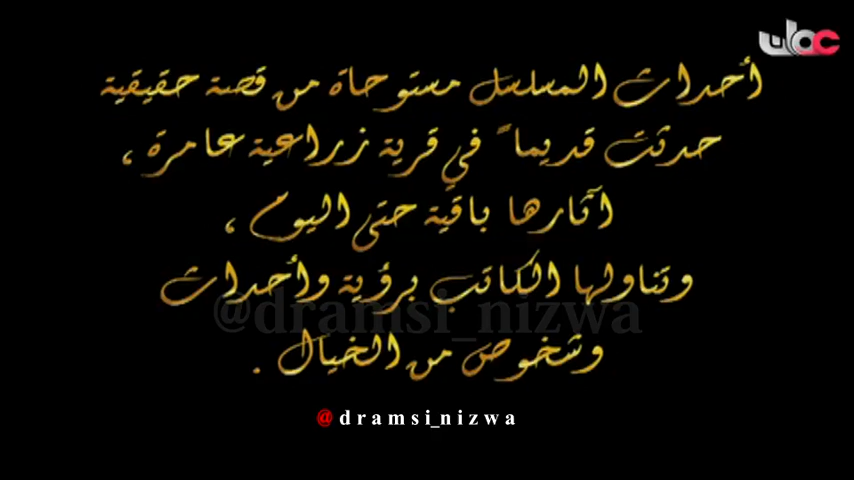 عمان
أحداث المسلسل مستوحاة من قصة حقيقية
حدثت قديماً في قرية زراعية عامرة ،
آثارها باقية حتى اليوم ،
وتناولها الكاتب برؤية وأحداث
@dramsi_nizwa
وشخوص من الخيال .
@dramsi_nizwa